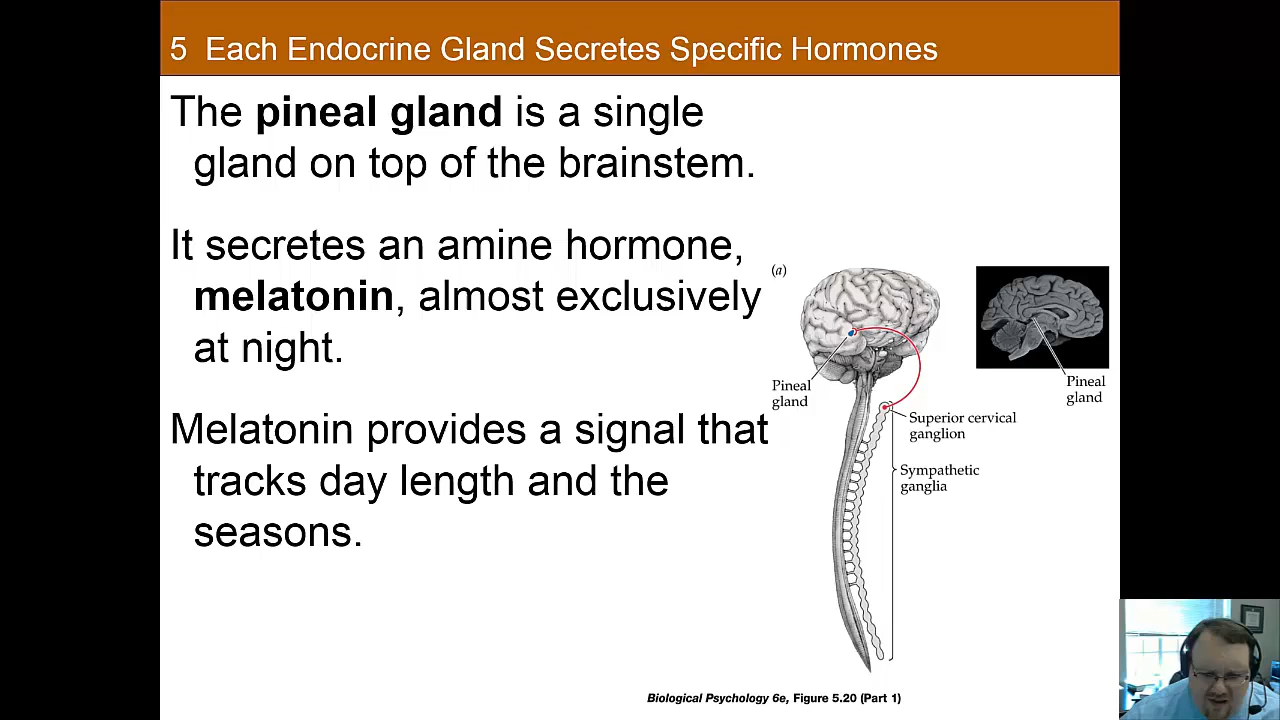 5 Each Endocrine Gland Secretes Specific Hormones
The pineal gland is a single
gland on top of the brainstem.
It secretes an amine hormone,
melatonin, almost exclusively
at night.
Melatonin provides a signal that
tracks day length and the
seasons.
(a)
Pineal
gland
Superior cervical
ganglion
Sympathetic
ganglia
Pineal
gland
Biological Psychology 6e, Figure 5.20 (Part 1)